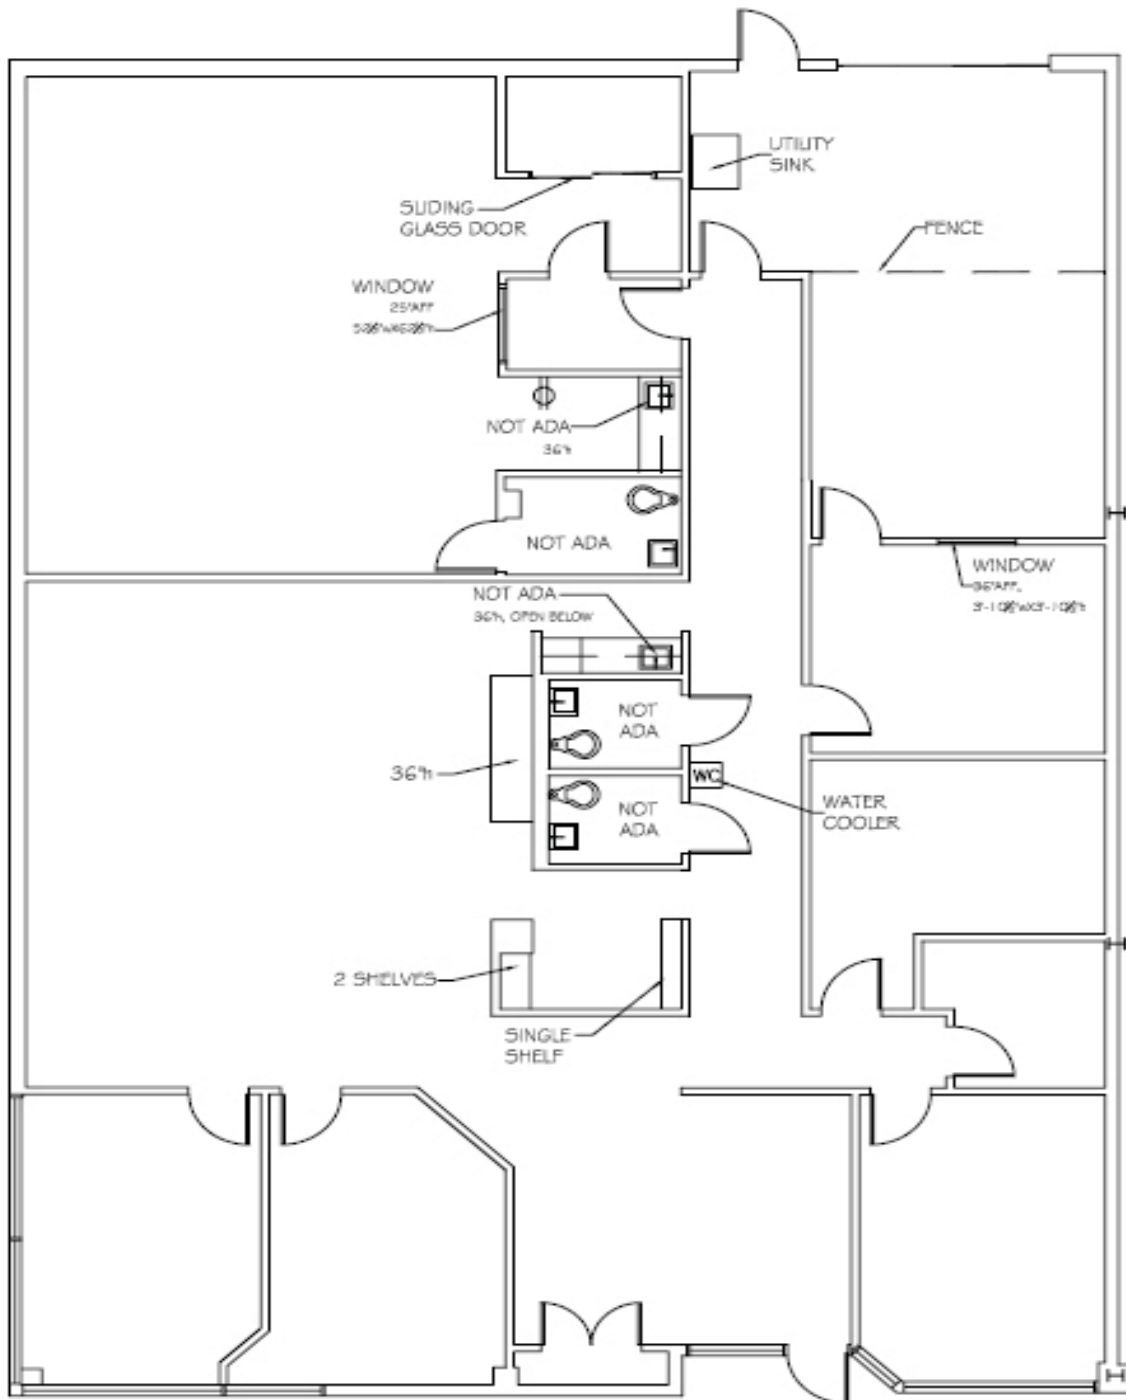 UTILITY
SINK
SLIDING
GLASS DOOR
FENCE
WINDOW
25"AFF
NOT ADA
36"h
NOT ADA
WINDOW
36"AFF,
NOT ADA
36"h, OPEN BELOW
NOT
ADA
36"h
WC
WATER
COOLER
NOT
ADA
2 SHELVES
SINGLE
SHELF